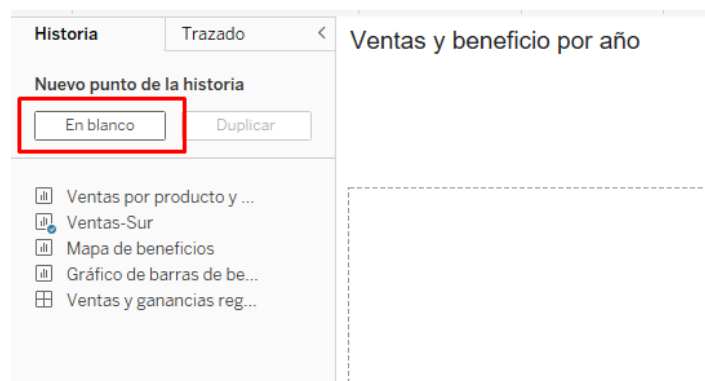 Historia
Trazado
<
Ventas y beneficio por año
Nuevo punto de la historia
En blanco
Duplicar
Ventas por producto y ...
Ventas-Sur
Mapa de beneficios
Gráfico de barras de be...
Ventas y ganancias reg...